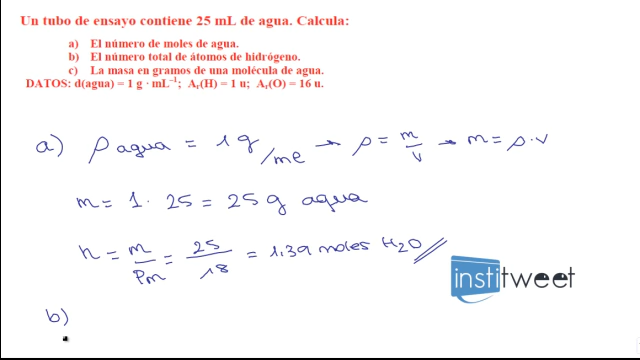 Un tubo de ensayo contiene 25 mL de agua. Calcula:
a) El número de moles de agua.
b) El número total de átomos de hidrógeno.
c) La masa en gramos de una molécula de agua.
DATOS: d(agua) = 1 g · mL⁻¹; Aᵣ(H) = 1 u; Aᵣ(O) = 16 u.
a) ρ agua = 1 g/ml → ρ = m/v → m = ρ·v
m = 1 · 25 = 25 g agua
n = m/Pm = 25/18 = 1,39 moles H₂O
institweet
b)